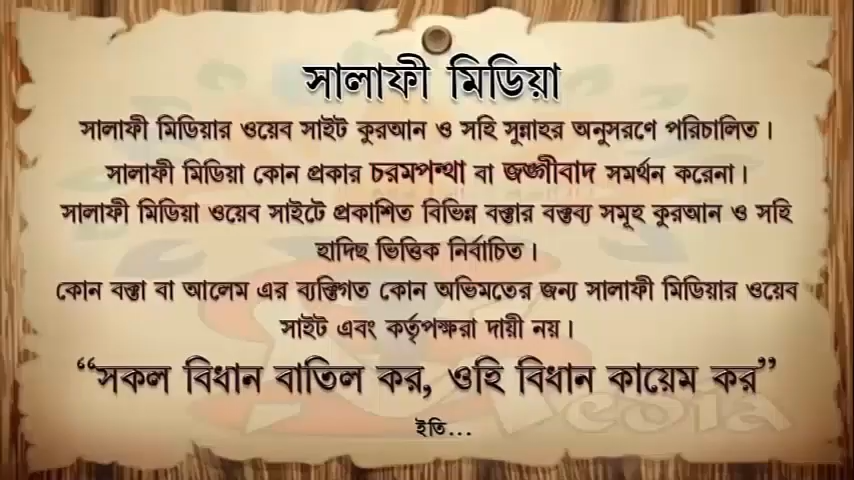 সালাফী মিডিয়া
সালাফী মিডিয়ার ওয়েব সাইট কুরআন ও সহি সুন্নাহর অনুসরণে পরিচালিত।
সালাফী মিডিয়া কোন প্রকার চরমপন্থা বা জঙ্গীবাদ সমর্থন করেনা।
সালাফী মিডিয়া ওয়েব সাইটে প্রকাশিত বিভিন্ন বক্তার বক্তব্য সমূহ কুরআন ও সহি
হাদিছ ভিত্তিক নির্বাচিত।
কোন বক্তা বা আলেম এর ব্যক্তিগত কোন অভিমতের জন্য সালাফী মিডিয়ার ওয়েব
সাইট এবং কর্তৃপক্ষরা দায়ী নয়।
“সকল বিধান বাতিল কর, ওহি বিধান কায়েম কর”
ইতি...